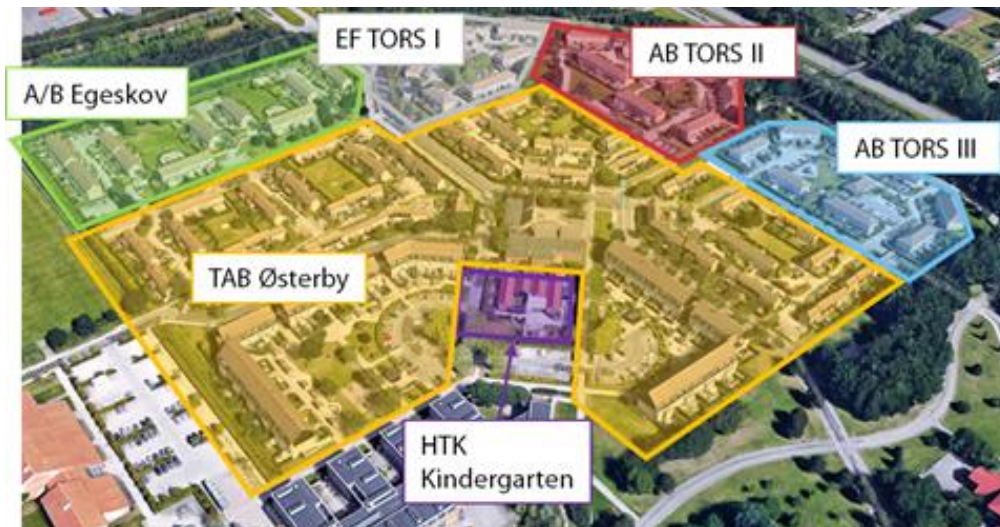 EF TORS I
AB TORS II
A/B Egeskov
AB TORS III
TAB Østerby
HTK
Kindergarten